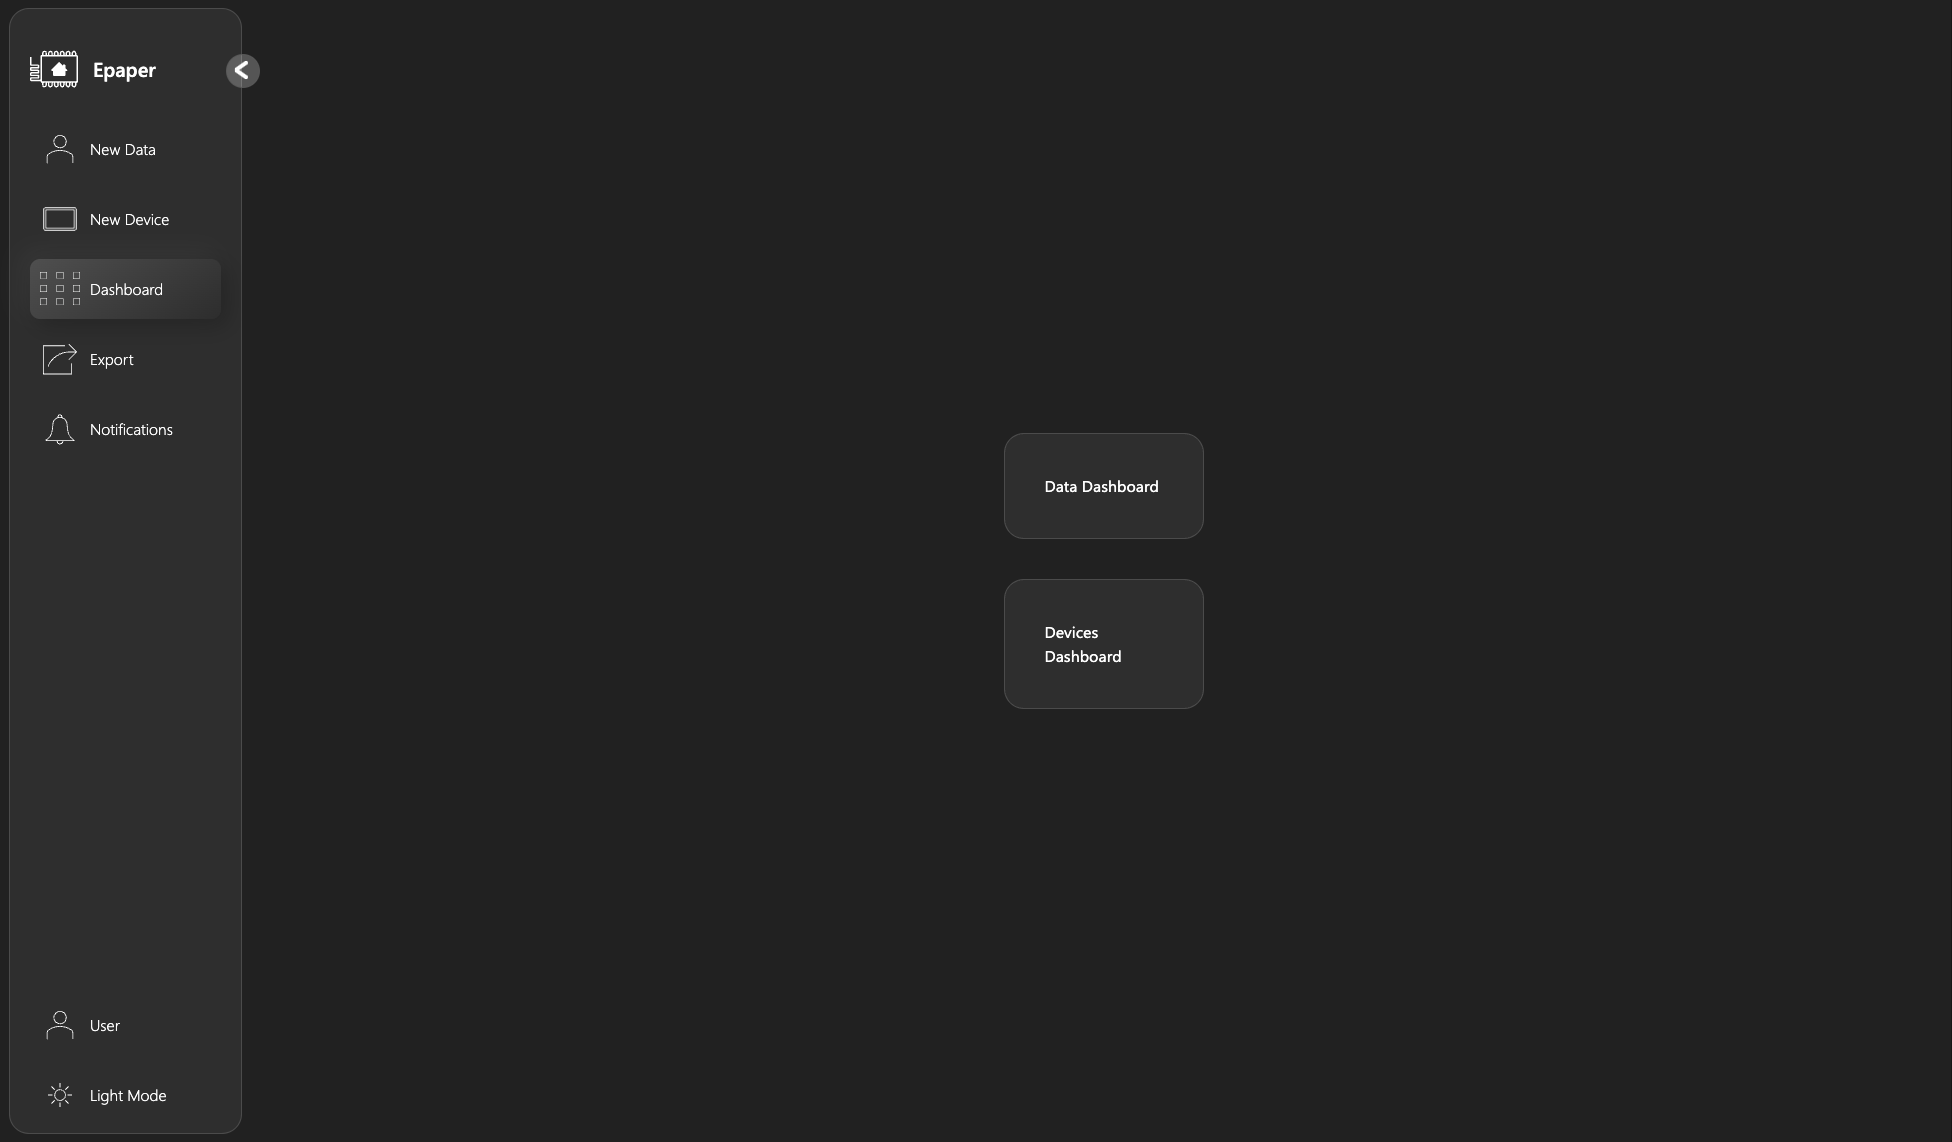 Epaper
New Data
New Device
Dashboard
Export
Notifications
User
Light Mode
Data Dashboard
Devices
Dashboard